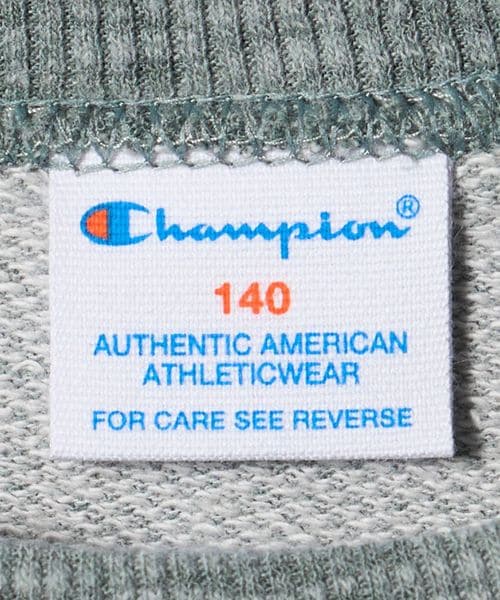 Champion®
140
AUTHENTIC AMERICAN
ATHLETICWEAR
FOR CARE SEE REVERSE